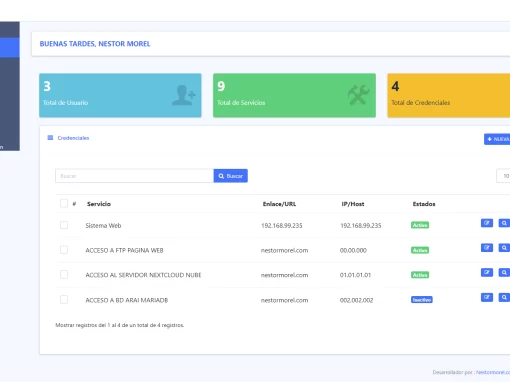 BUENAS TARDES, NESTOR MOREL
3
Total de Usuario
9
Total de Servicios
4
Total de Credenciales
Credenciales
+ NUEVA
Buscar
Buscar
10
# Servicio Enlace/URL IP/Host Estados
Sistema Web 192.168.99.235 192.168.99.235 Activo
ACCESO A FTP PAGINA WEB nestormorel.com 00.00.000 Activo
ACCESO AL SERVIDOR NEXTCLOUD NUBE nestormorel.com 01.01.01.01 Activo
ACCESO A BD ARAI MARIADB nestormorel.com 002.002.002 Inactivo
Mostrar registros del 1 al 4 de un total de 4 registros.
Desarrollador por : Nestormorel.co